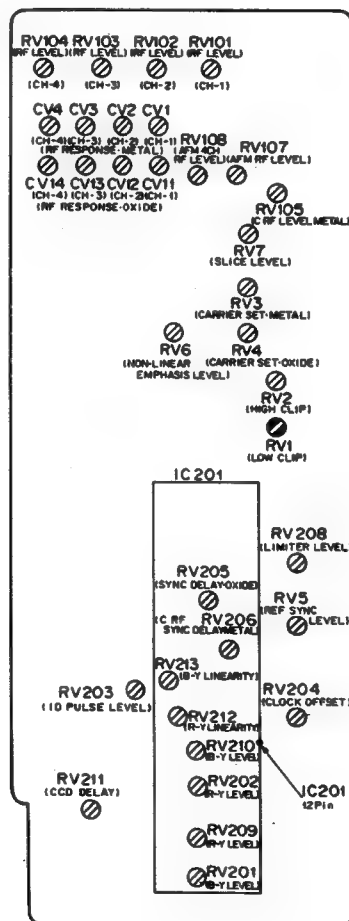 RV104 RV103 RV102 RV101
(RF LEVEL) (RF LEVEL) (RF LEVEL) (RF LEVEL)
(CH-4) (CH-3) (CH-2) (CH-1)
CV4 CV3 CV2 CV1
(CH-4) (CH-3) (CH-2) (CH-1)
(RF RESPONSE-METAL)
RV108
(AFM 4CH
RF LEVEL)
RV107
(AFM RF LEVEL)
CV14 CV13 CV12 CV11
(CH-4) (CH-3) (CH-2) (CH-1)
(RF RESPONSE-OXIDE)
RV105
(C RF LEVEL METAL)
RV7
(SLICE LEVEL)
RV3
(CARRIER SET-METAL)
RV6
(NON-LINEAR
EMPHASIS LEVEL)
RV4
(CARRIER SET-OXIDE)
RV2
(HIGH CLIP)
RV1
(LOW CLIP)
IC201
RV208
(LIMITER LEVEL)
RV205
(SYNC DELAY-OXIDE)
RV5
(REF SYNC
LEVEL)
RV206
(C RF
SYNC DELAY METAL)
RV213
(B-Y LINEARITY)
RV203
(ID PULSE LEVEL)
RV204
(CLOCK OFFSET)
RV212
(R-Y LINEARITY)
RV210
(B-Y LEVEL)
RV211
(CCD DELAY)
RV202
(R-Y LEVEL)
IC201
12Pin
RV209
(R-Y LEVEL)
RV201
(B-Y LEVEL)